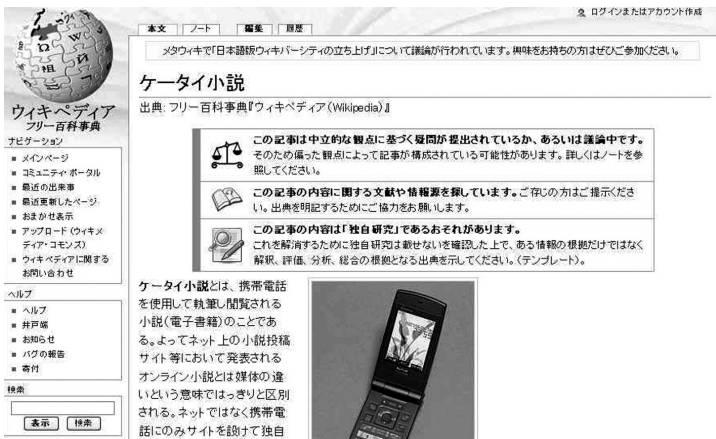 ログインまたはアカウント作成
本文 ノート 編集 履歴
メタウィキで「日本語版ウィキバーシティの立ち上げ」について議論が行われています。興味をお持ちの方はぜひご参加ください。
ウィキペディア
フリー百科事典
ナビゲーション
メインページ
コミュニティ・ポータル
最近の出来事
最近更新したページ
おまかせ表示
アップロード (ウィキメ
ディア・コモンズ)
ウィキペディアに関する
お問い合わせ
ヘルプ
ヘルプ
井戸端
お知らせ
バグの報告
寄付
検索
表示 検索
ケータイ小説
出典: フリー百科事典『ウィキペディア(Wikipedia)』
この記事は中立的な観点に基づく疑問が提出されているか、あるいは議論中です。
そのため偏った観点によって記事が構成されている可能性があります。詳しくはノートを参
照してください。
この記事の内容に関する文献や情報源を探しています。ご存じの方はご提示くださ
い。出典を明記するためにご協力をお願いします。
この記事の内容は「独自研究」であるおそれがあります。
これを解消するために独自研究は載せないを確認した上で、ある情報の根拠だけではなく
解釈、評価、分析、総合の根拠となる出典を示してください。(テンプレート)。
ケータイ小説とは、携帯電話
を使用して執筆し閲覧される
小説(電子書籍)のことであ
る。よってネット上の小説投稿
サイト等において発表される
オンライン小説とは媒体の違
いという意味ではっきりと区別
される。ネットではなく携帯電
話にのみサイトを設けて独自